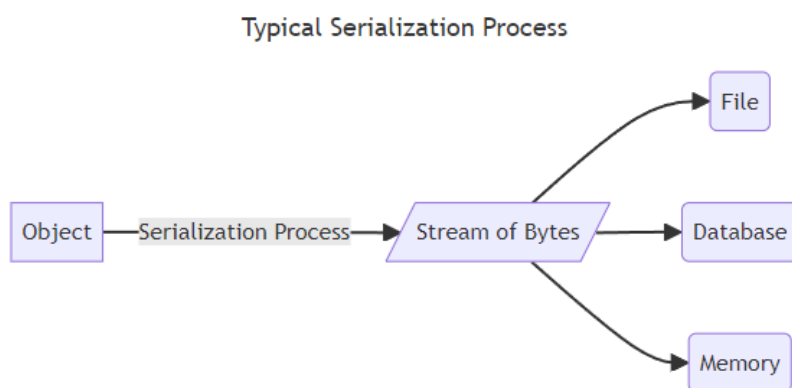 Typical Serialization Process
File
Object
Serialization Process
Stream of Bytes
Database
Memory